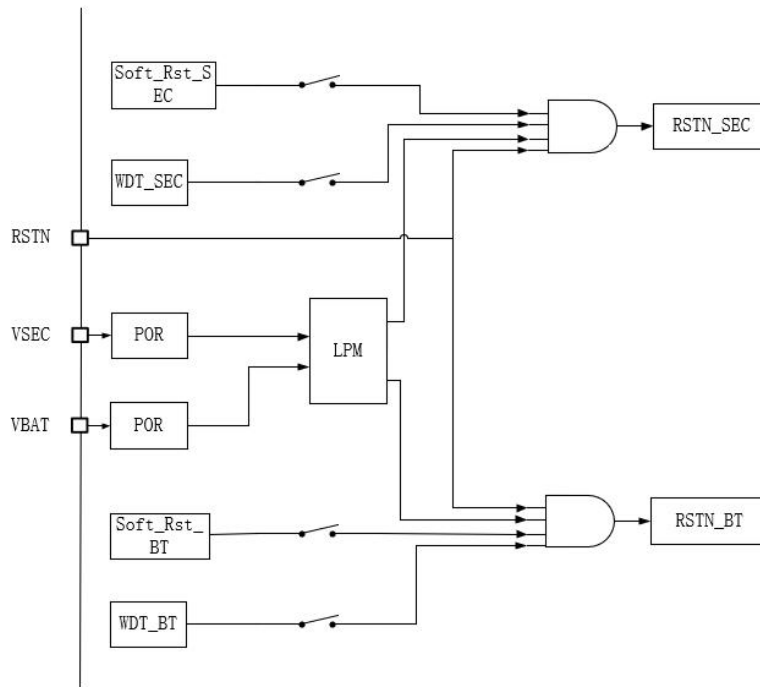 Soft_Rst_S
EC
RSTN_SEC
WDT_SEC
RSTN
VSEC
POR
LPM
VBAT
POR
Soft_Rst_
BT
RSTN_BT
WDT_BT